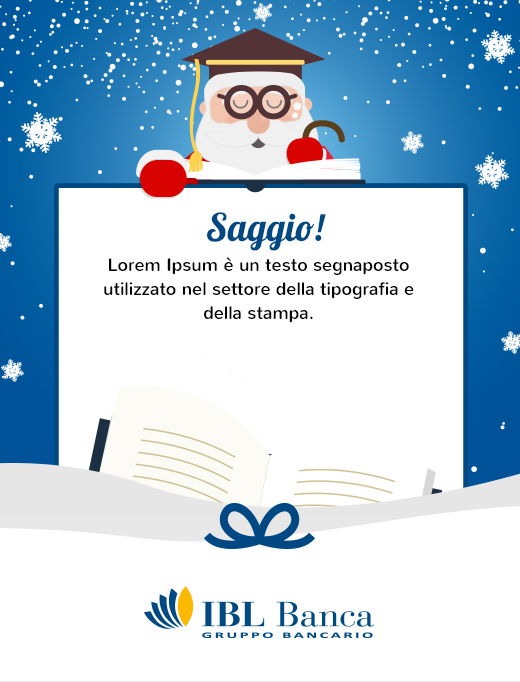 Saggio!
Lorem Ipsum è un testo segnaposto
utilizzato nel settore della tipografia e
della stampa.
IBL Banca
GRUPPO BANCARIO